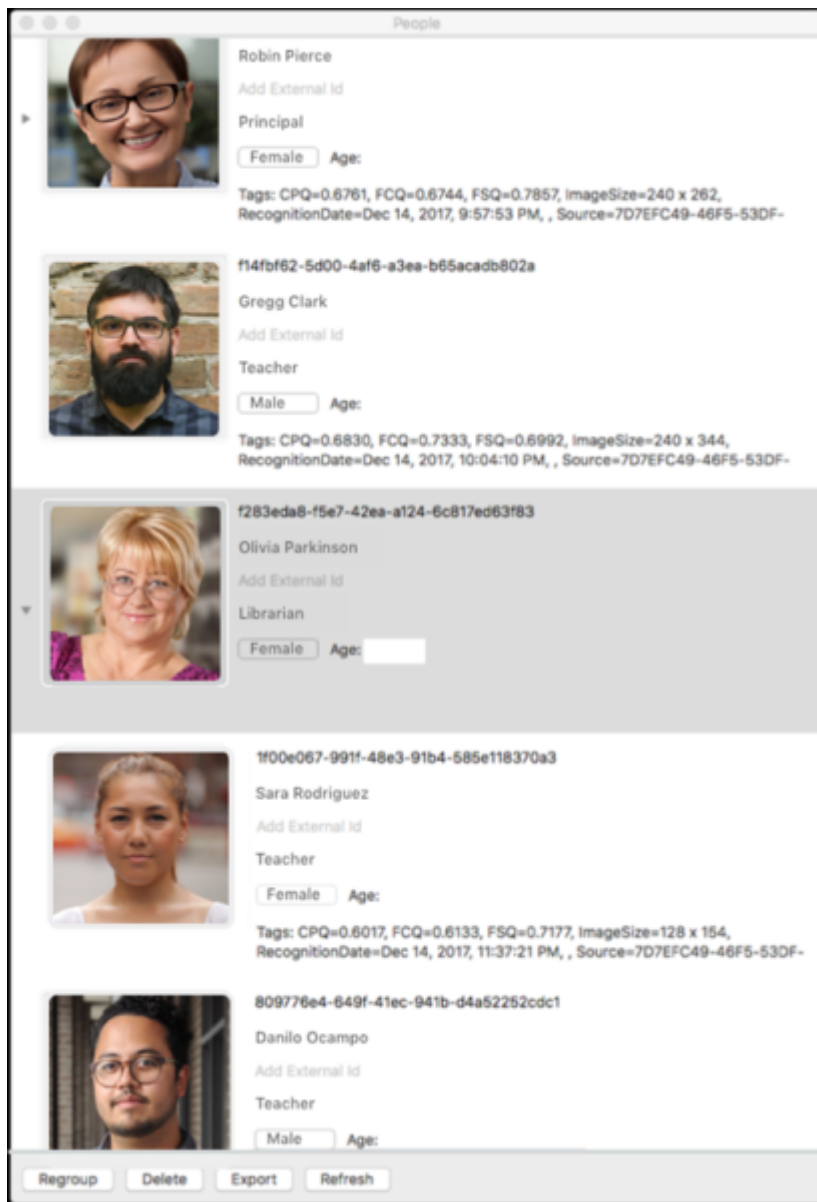 People
Robin Pierce
Add External Id
Principal
Female Age:
Tags: CPQ=0.6761, FCQ=0.6744, FSQ=0.7857, ImageSize=240 x 262,
RecognitionDate=Dec 14, 2017, 9:57:53 PM, , Source=7D7EFC49-46F5-53DF-
f14fbf62-5d00-4af6-a3ea-b65acadb802a
Gregg Clark
Add External Id
Teacher
Male Age:
Tags: CPQ=0.6830, FCQ=0.7333, FSQ=0.6992, ImageSize=240 x 344,
RecognitionDate=Dec 14, 2017, 10:04:10 PM, , Source=7D7EFC49-46F5-53DF-
f283eda8-f5e7-42ea-a124-6c817ed63f83
Olivia Parkinson
Add External Id
Librarian
Female Age:
1f00e067-991f-48e3-91b4-585e118370a3
Sara Rodriguez
Add External Id
Teacher
Female Age:
Tags: CPQ=0.6017, FCQ=0.6133, FSQ=0.7177, ImageSize=128 x 154,
RecognitionDate=Dec 14, 2017, 11:37:21 PM, , Source=7D7EFC49-46F5-53DF-
809776e4-649f-41ec-941b-d4a52252cdc1
Danilo Ocampo
Add External Id
Teacher
Male Age:
Regroup Delete Export Refresh